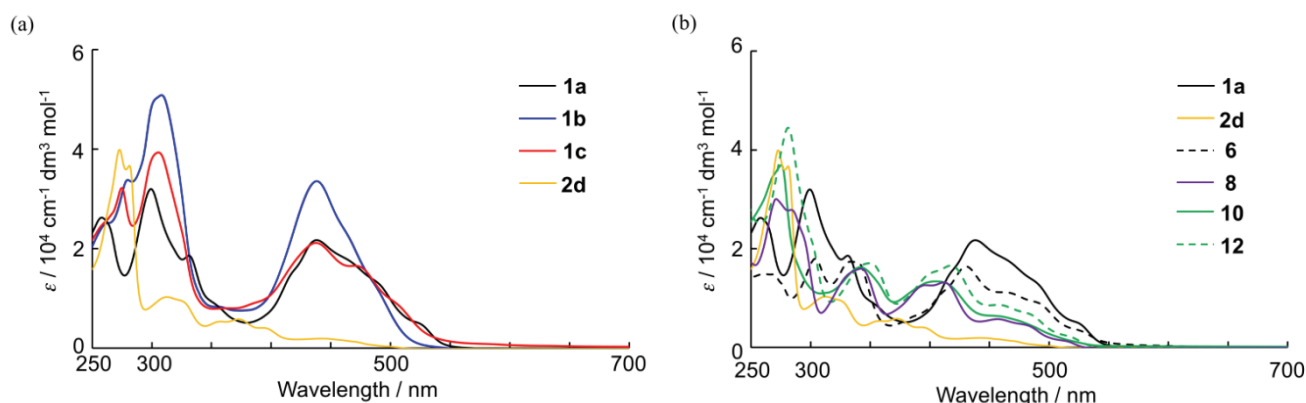 (a)
6
4
2
0
ε / 10⁴ cm⁻¹ dm³ mol⁻¹
250 300 500 700
Wavelength / nm
1a
1b
1c
2d
(b)
6
4
2
0
ε / 10⁴ cm⁻¹ dm³ mol⁻¹
250 300 500 700
Wavelength / nm
1a
2d
6
8
10
12